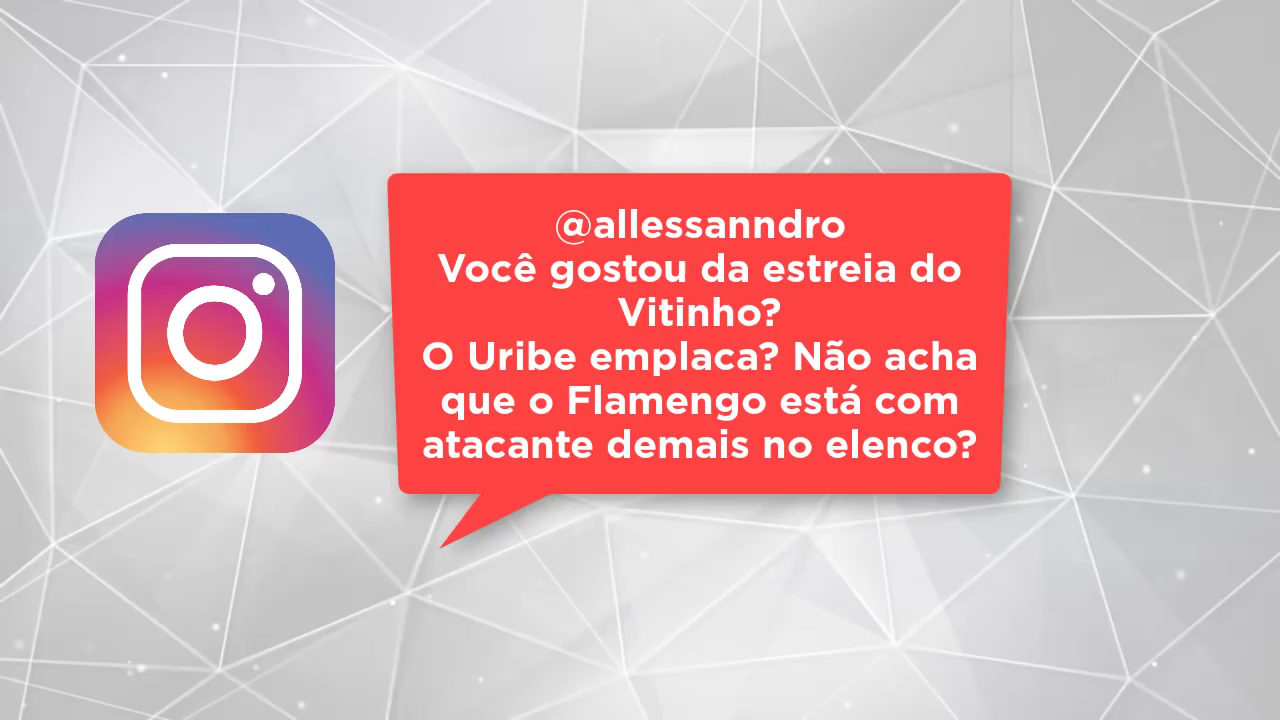 @allessanndro
Você gostou da estreia do
Vitinho?
O Uribe emplaca? Não acha
que o Flamengo está com
atacante demais no elenco?